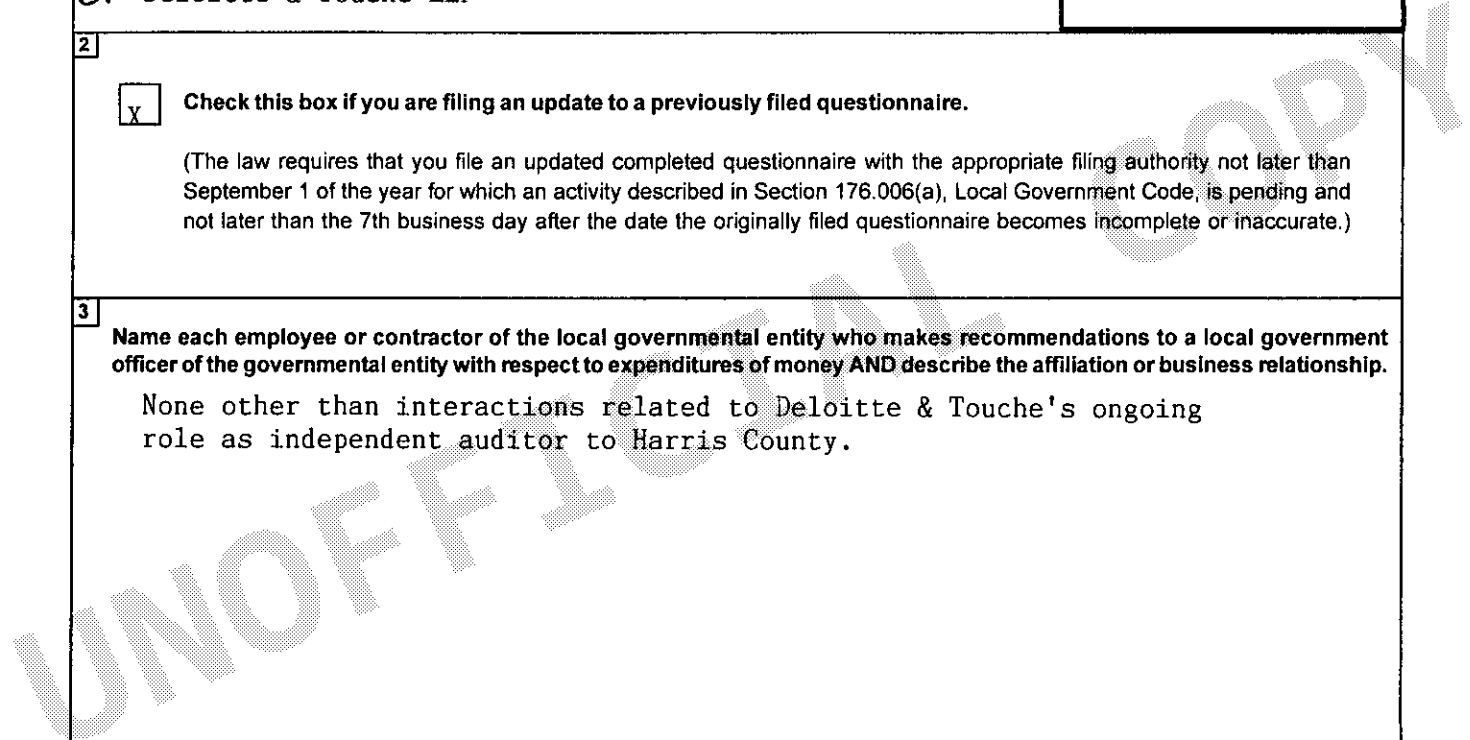 2
X Check this box if you are filing an update to a previously filed questionnaire.
(The law requires that you file an updated completed questionnaire with the appropriate filing authority not later than
September 1 of the year for which an activity described in Section 176.006(a), Local Government Code, is pending and
not later than the 7th business day after the date the originally filed questionnaire becomes incomplete or inaccurate.)
3
Name each employee or contractor of the local governmental entity who makes recommendations to a local government
officer of the governmental entity with respect to expenditures of money AND describe the affiliation or business relationship.
None other than interactions related to Deloitte & Touche's ongoing
role as independent auditor to Harris County.
UNOFFICIAL COPY